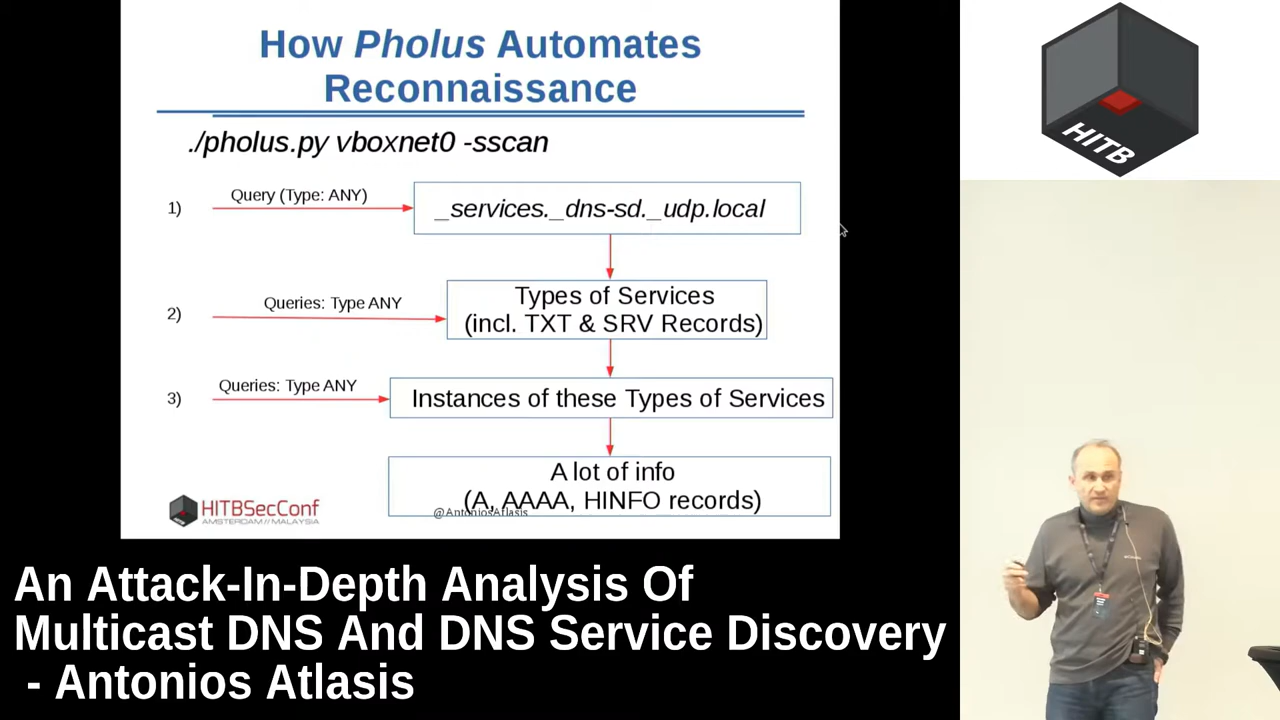 How Pholus Automates
Reconnaissance
./pholus.py vboxnet0 -sscan
1)
Query (Type: ANY)
_services._dns-sd._udp.local
2)
Queries: Type ANY
Types of Services
(incl. TXT & SRV Records)
3)
Queries: Type ANY
Instances of these Types of Services
A lot of info
(A, AAAA, HINFO records)
HITBSecConf
AMSTERDAM // MALAYSIA
@AntoniosAtlasis
HITB
An Attack-In-Depth Analysis Of
Multicast DNS And DNS Service Discovery
- Antonios Atlasis